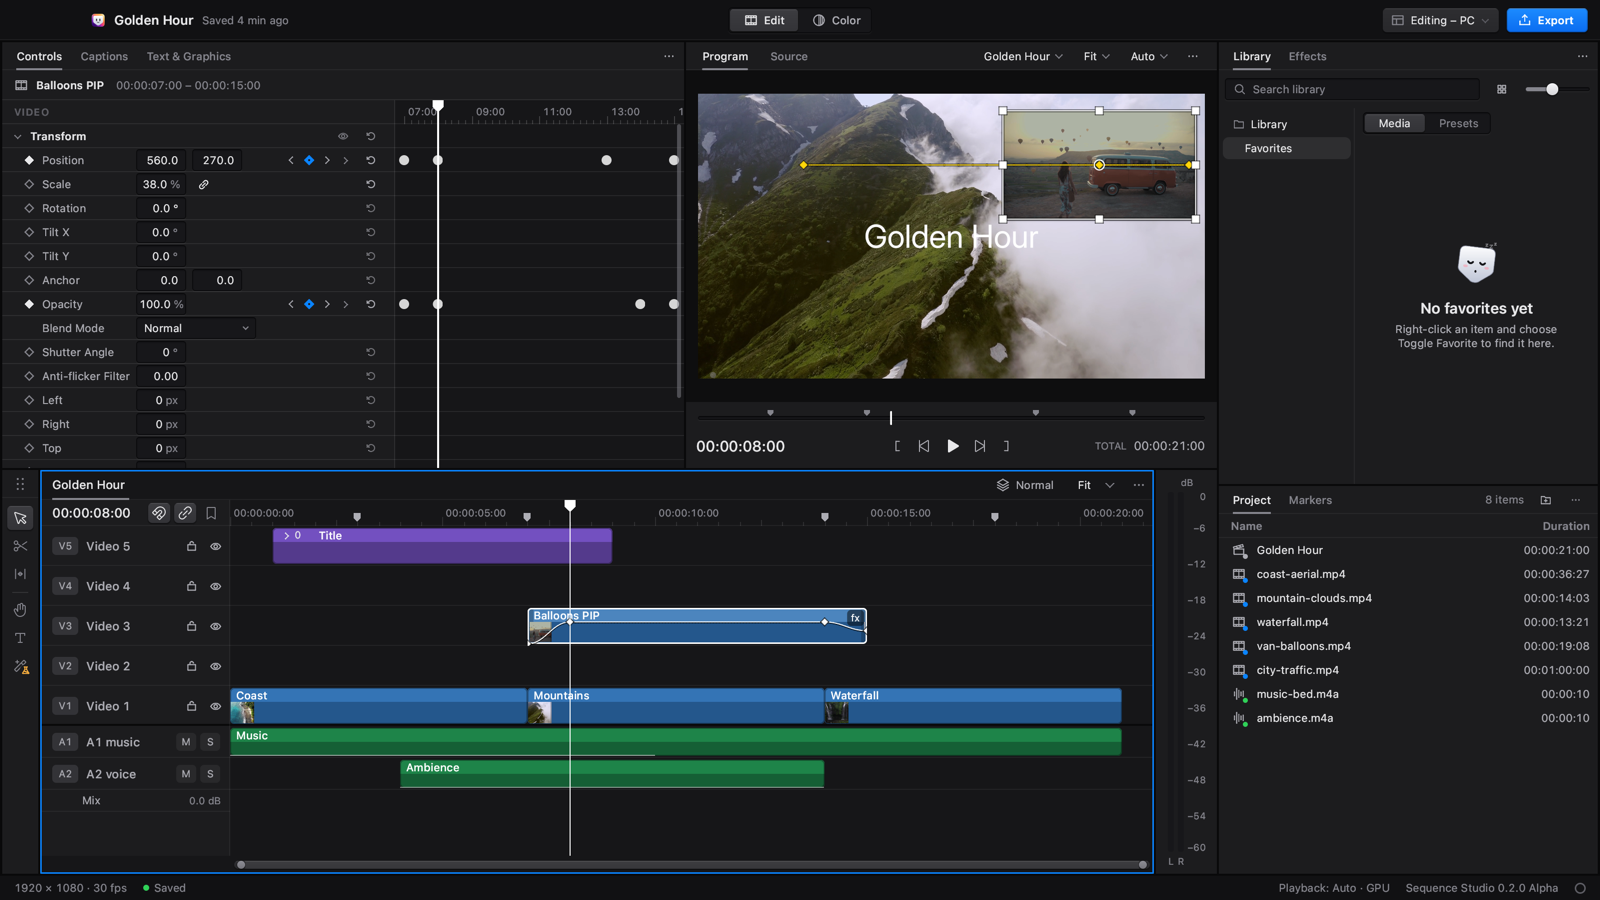 Golden Hour Saved 4 min ago
Edit Color
Editing – PC Export
Controls Captions Text & Graphics
Balloons PIP 00:00:07:00 – 00:00:15:00
VIDEO
09:00 11:00 13:00
Transform
Position 560.0 270.0
Scale 38.0 %
Rotation 0.0 °
Tilt X 0.0 °
Tilt Y 0.0 °
Anchor 0.0 0.0
Opacity 100.0 %
Blend Mode Normal
Shutter Angle 0 °
Anti-flicker Filter 0.00
Left 0 px
Right 0 px
Top 0 px
Program Source
Golden Hour Fit Auto
Golden Hour
00:00:08:00
TOTAL 00:00:21:00
Library Effects
Search library
Library
Favorites
Media Presets
No favorites yet
Right-click an item and choose
Toggle Favorite to find it here.
Golden Hour
Normal Fit
00:00:08:00
00:00:00:00 00:00:05:00 00:00:10:00 00:00:15:00 00:00:20:00
V5 Video 5
0 Title
V4 Video 4
V3 Video 3
Balloons PIP fx
V2 Video 2
V1 Video 1
Coast Mountains Waterfall
A1 A1 music M S
Music
A2 A2 voice M S
Ambience
Mix 0.0 dB
dB
0
−6
−12
−18
−24
−30
−36
−42
−48
−54
−60
L R
Project Markers 8 items
Name Duration
Golden Hour 00:00:21:00
coast-aerial.mp4 00:00:36:27
mountain-clouds.mp4 00:00:14:03
waterfall.mp4 00:00:13:21
van-balloons.mp4 00:00:19:08
city-traffic.mp4 00:01:00:00
music-bed.m4a 00:00:10
ambience.m4a 00:00:10
1920 × 1080 · 30 fps Saved
Playback: Auto · GPU Sequence Studio 0.2.0 Alpha